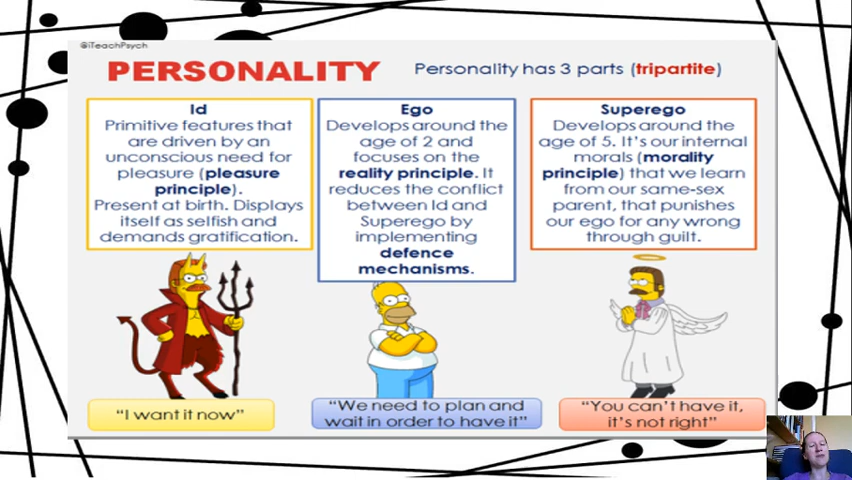 @iTeachPsych
PERSONALITY
Personality has 3 parts (tripartite)
Id
Primitive features that
are driven by an
unconscious need for
pleasure (pleasure
principle).
Present at birth. Displays
itself as selfish and
demands gratification.
Ego
Develops around the
age of 2 and
focuses on the
reality principle. It
reduces the conflict
between Id and
Superego by
implementing
defence
mechanisms.
Superego
Develops around the
age of 5. It's our internal
morals (morality
principle) that we learn
from our same-sex
parent, that punishes
our ego for any wrong
through guilt.
"I want it now"
"We need to plan and
wait in order to have it"
"You can't have it,
it's not right"